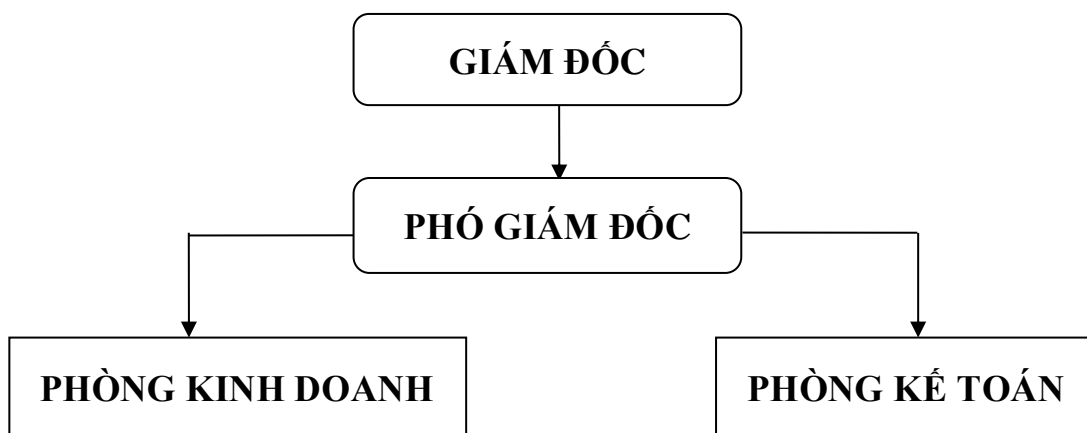 GIÁM ĐỐC
PHÓ GIÁM ĐỐC
PHÒNG KINH DOANH
PHÒNG KẾ TOÁN